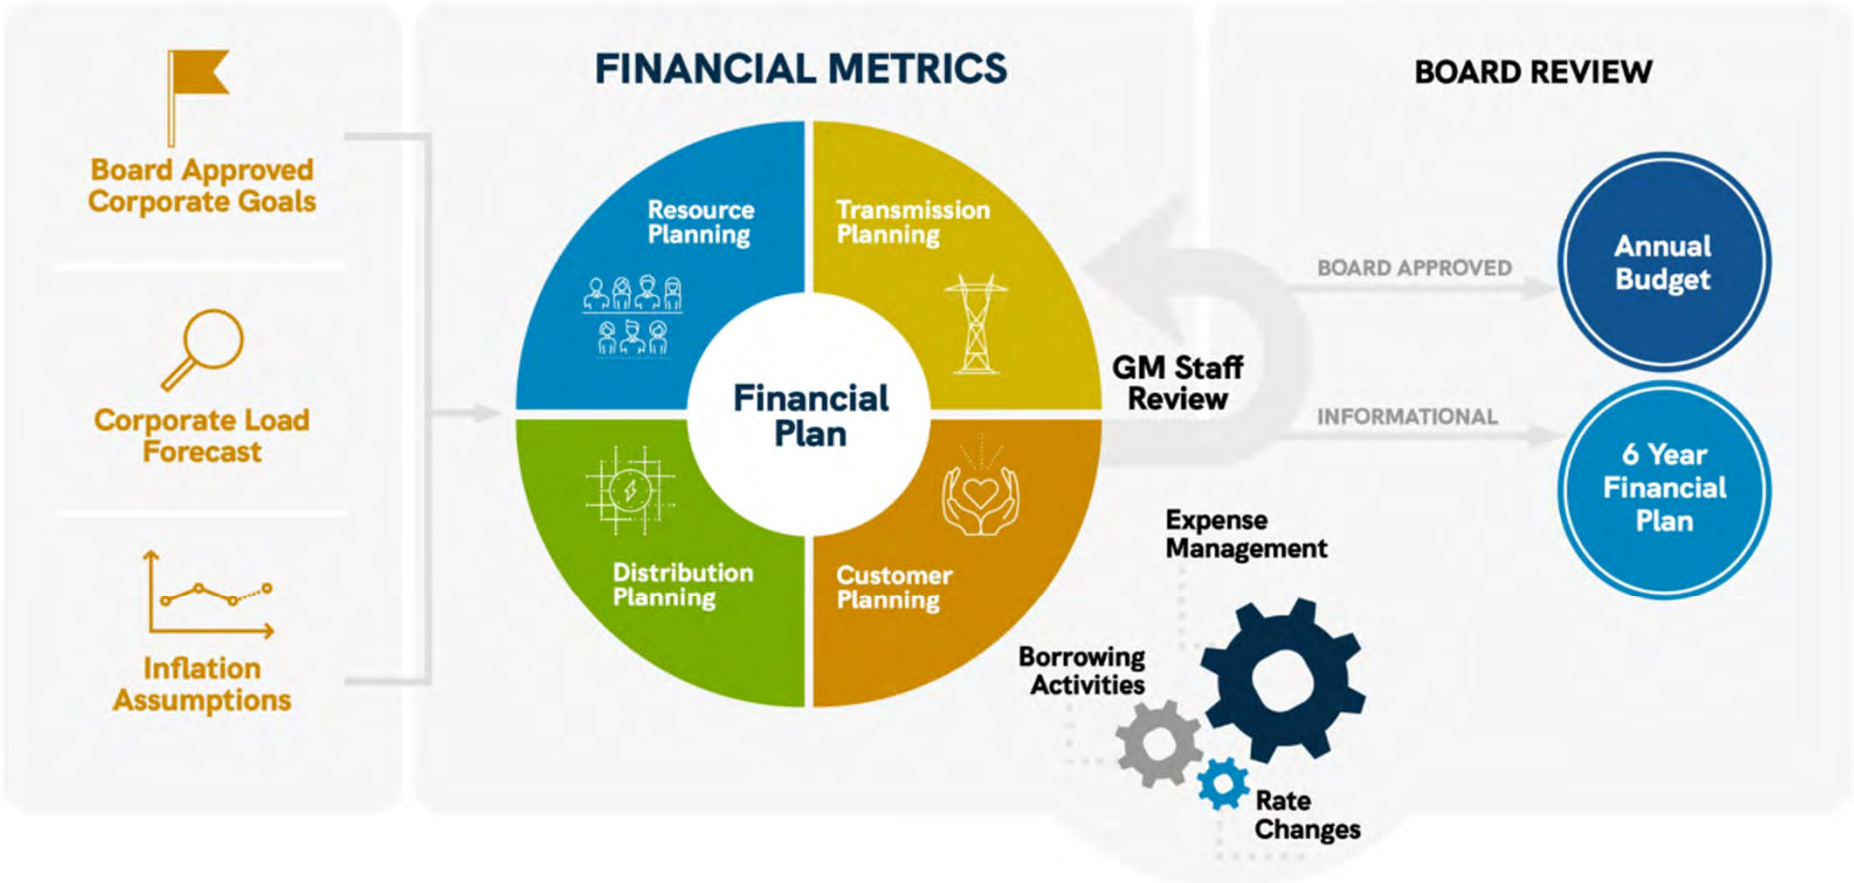 Board Approved
Corporate Goals
Corporate Load
Forecast
Inflation
Assumptions
FINANCIAL METRICS
Resource
Planning
Transmission
Planning
Financial
Plan
Distribution
Planning
Customer
Planning
GM Staff
Review
Expense
Management
Borrowing
Activities
Rate
Changes
BOARD REVIEW
BOARD APPROVED
Annual
Budget
INFORMATIONAL
6 Year
Financial
Plan